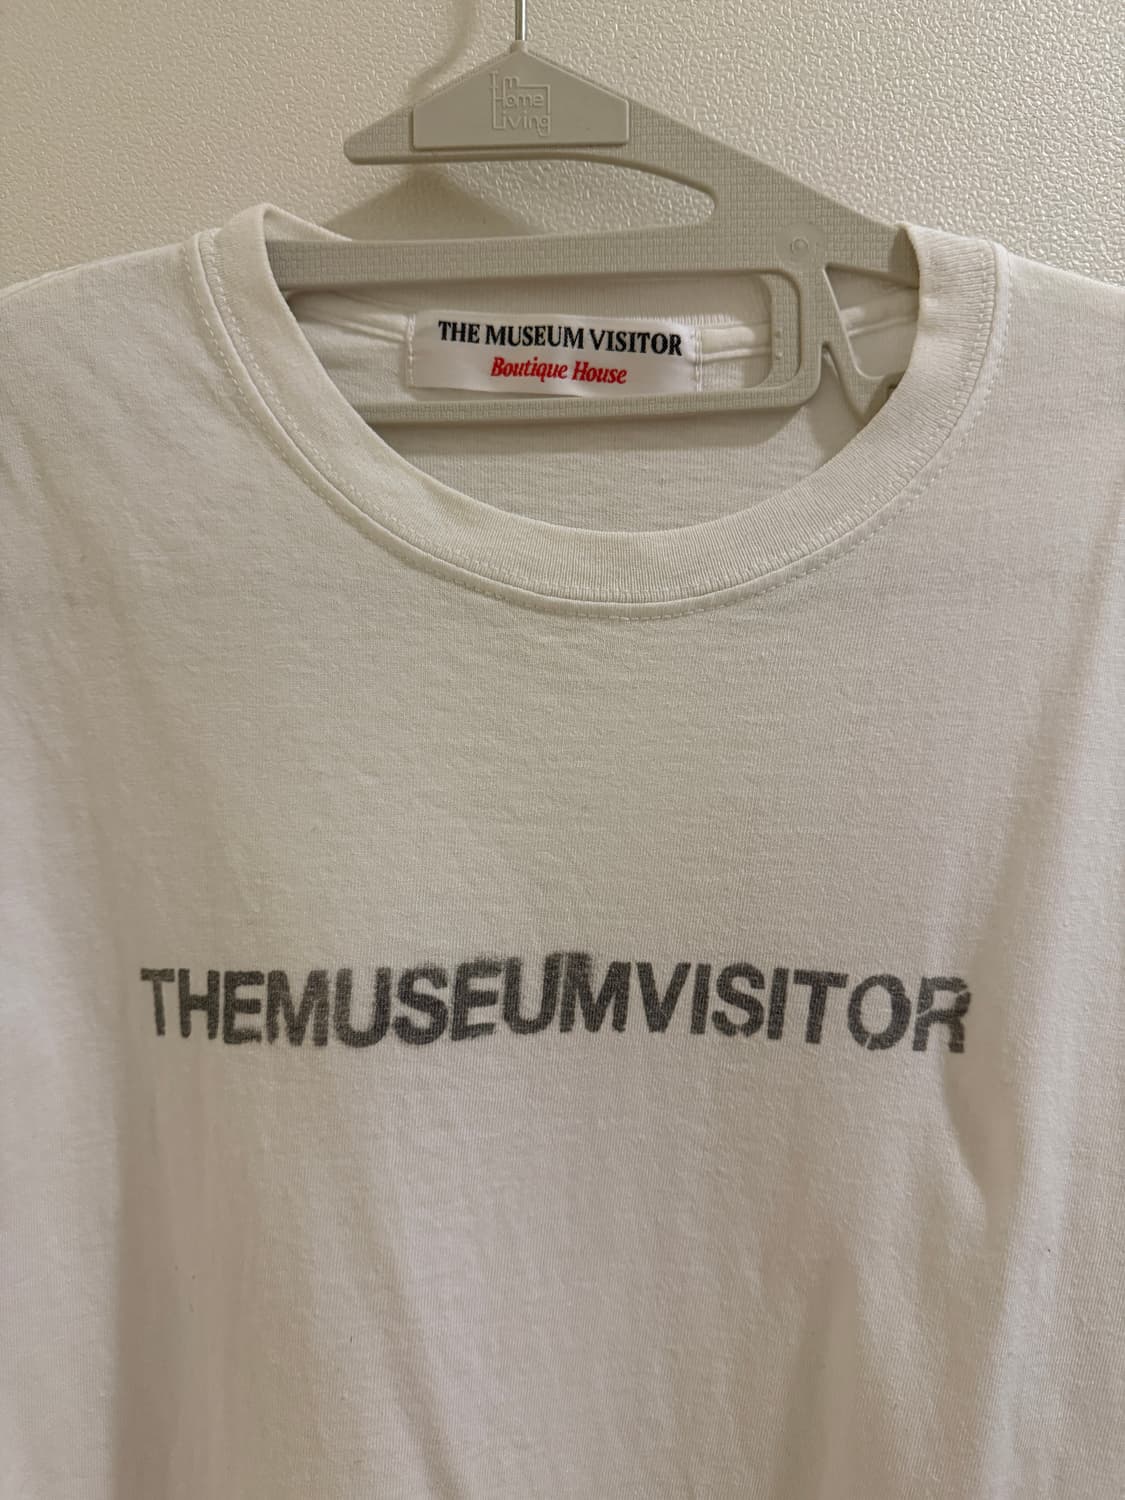 I'm
Home
Living
THE MUSEUM VISITOR
Boutique House
THEMUSEUMVISITOR